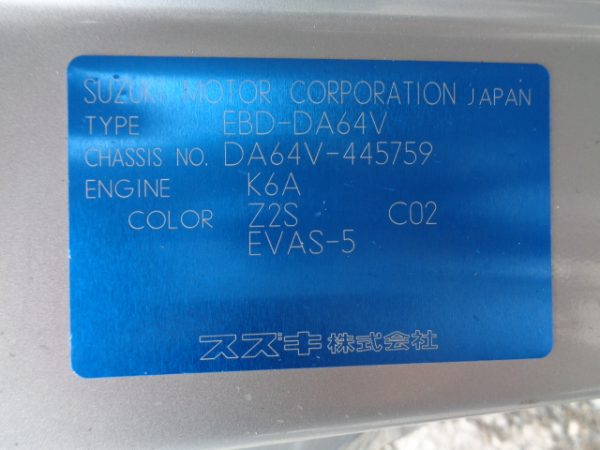 SUZUKI MOTOR CORPORATION JAPAN
TYPE EBD-DA64V
CHASSIS NO. DA64V-445759
ENGINE K6A
COLOR Z2S C02
EVAS-5
スズキ株式会社